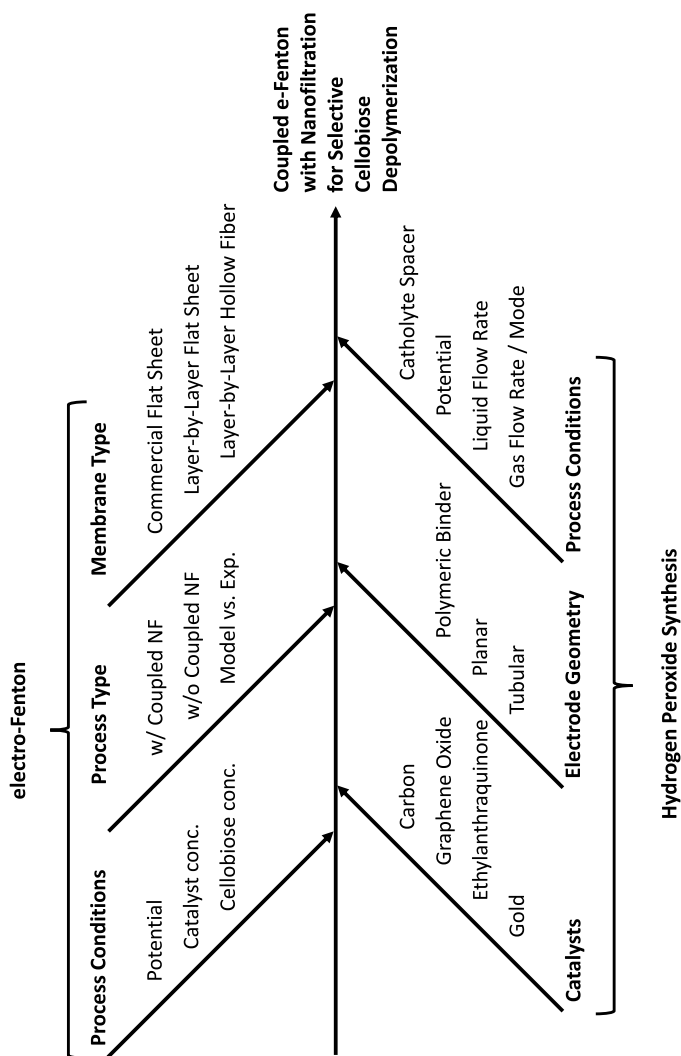 electro-Fenton
Process Conditions
Potential
Catalyst conc.
Cellobiose conc.
Process Type
w/ Coupled NF
w/o Coupled NF
Model vs. Exp.
Membrane Type
Commercial Flat Sheet
Layer-by-Layer Flat Sheet
Layer-by-Layer Hollow Fiber
Coupled e-Fenton
with Nanofiltration
for Selective
Cellobiose
Depolymerization
Carbon
Graphene Oxide
Ethylanthraquinone
Gold
Catalysts
Polymeric Binder
Planar
Tubular
Electrode Geometry
Catholyte Spacer
Potential
Liquid Flow Rate
Gas Flow Rate / Mode
Process Conditions
Hydrogen Peroxide Synthesis